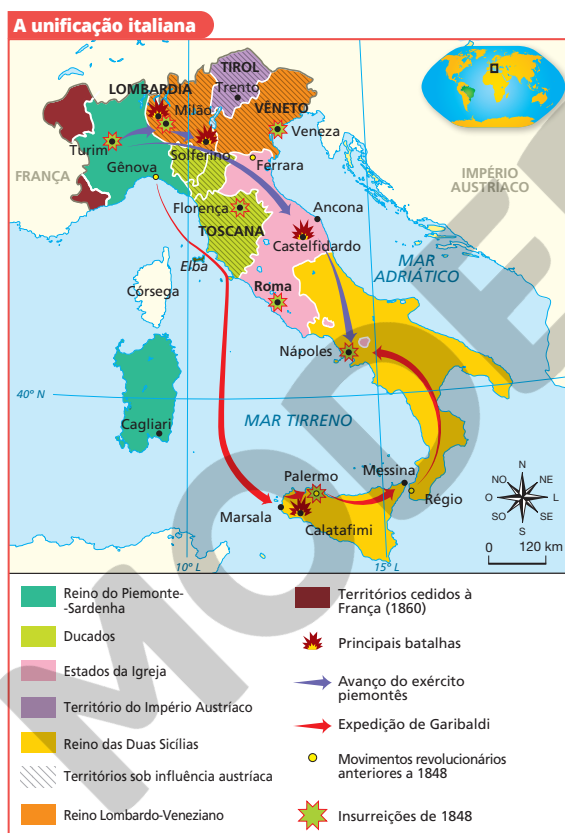 A unificação italiana
TIROL
Trento
LOMBARDIA
Milão
VÊNETO
Veneza
Turim
Solferino
Gênova
Ferrara
FRANÇA
IMPÉRIO
AUSTRÍACO
Florença
TOSCANA
Ancona
Castelfidardo
MAR
ADRIÁTICO
Elba
Córsega
Roma
Nápoles
40º N
MAR TIRRENO
Cagliari
Palermo
Messina
Marsala
Calatafimi
Régio
N
NO
NE
O
L
SO
SE
S
0 120 km
10º L
15º L
Reino do Piemonte-
-Sardenha
Ducados
Estados da Igreja
Território do Império Austríaco
Reino das Duas Sicílias
Territórios sob influência austríaca
Reino Lombardo-Veneziano
Territórios cedidos à
França (1860)
Principais batalhas
Avanço do exército
piemontês
Expedição de Garibaldi
Movimentos revolucionários
anteriores a 1848
Insurreições de 1848